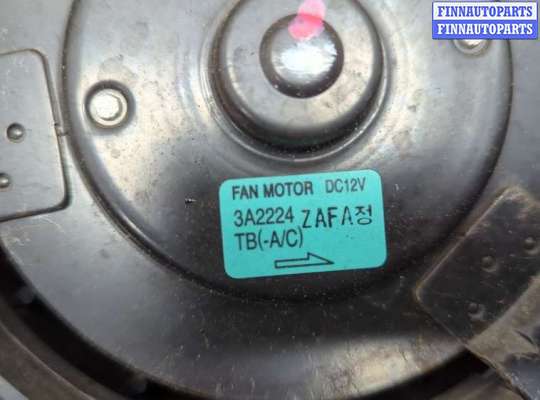 FINNAUTOPARTS
FINNAUTOPARTS
FAN MOTOR DC12V
3A2224 ZAFA정
TB(-A/C)